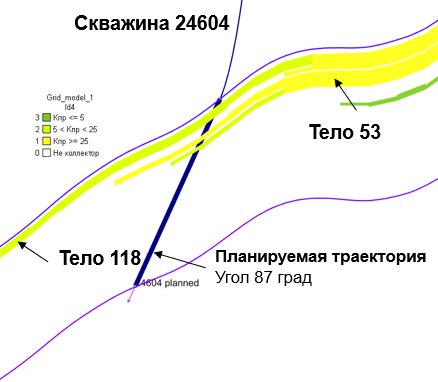 Скважина 24604
Grid_model_1
Id4
3 Кпр <= 5
2 5 < Кпр < 25
1 Кпр >= 25
0 Не коллектор
Тело 53
Тело 118
Планируемая траектория
Угол 87 град
4604 planned